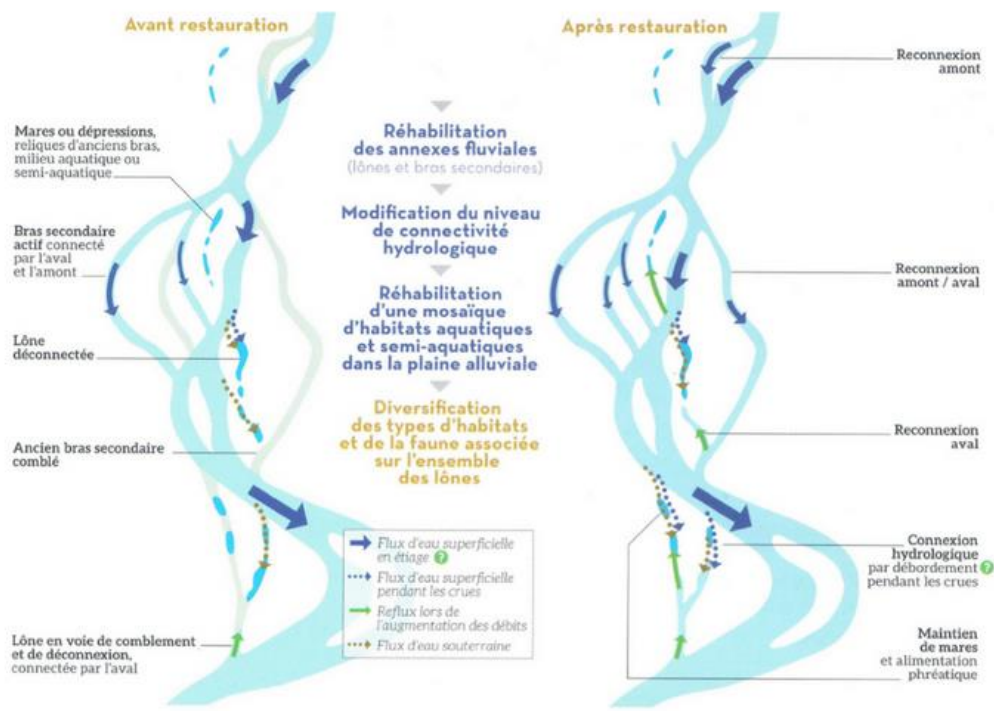 Avant restauration
Mares ou dépressions,
reliques d'anciens bras,
milieu aquatique ou
semi-aquatique
Bras secondaire
actif connecté
par l'aval
et l'amont
Lône
déconnectée
Ancien bras secondaire
comblé
Lône en voie de comblement
et de déconnexion,
connectée par l'aval
Réhabilitation
des annexes fluviales
(lônes et bras secondaires)
Modification du niveau
de connectivité
hydrologique
Réhabilitation
d'une mosaïque
d'habitats aquatiques
et semi-aquatiques
dans la plaine alluviale
Diversification
des types d'habitats
et de la faune associée
sur l'ensemble
des lônes
Flux d'eau superficielle
en étiage ?
Flux d'eau superficielle
pendant les crues
Reflux lors de
l'augmentation des débits
Flux d'eau souterraine
Après restauration
Reconnexion
amont
Reconnexion
amont / aval
Reconnexion
aval
Connexion
hydrologique
par débordement ?
pendant les crues
Maintien
de mares
et alimentation
phréatique